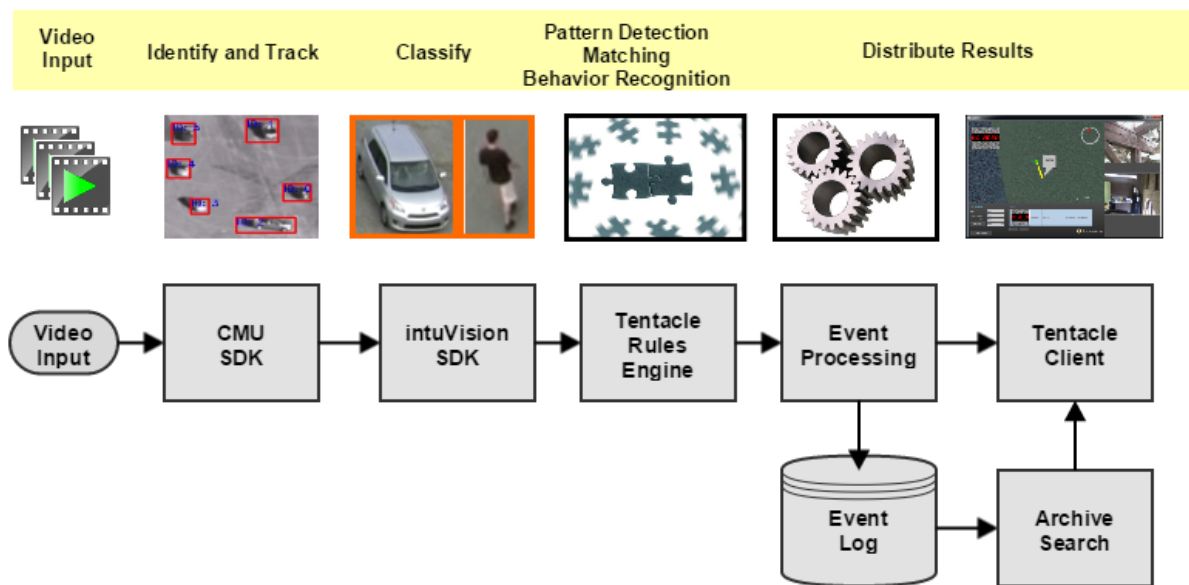 Video
Input
Identify and Track
Classify
Pattern Detection
Matching
Behavior Recognition
Distribute Results
Video
Input
CMU
SDK
intuVision
SDK
Tentacle
Rules
Engine
Event
Processing
Tentacle
Client
Event
Log
Archive
Search